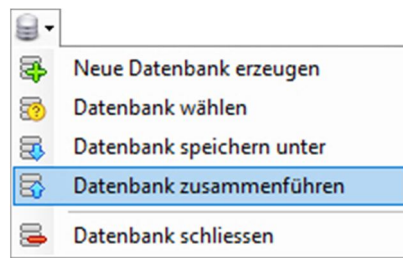 Neue Datenbank erzeugen
Datenbank wählen
Datenbank speichern unter
Datenbank zusammenführen
Datenbank schliessen